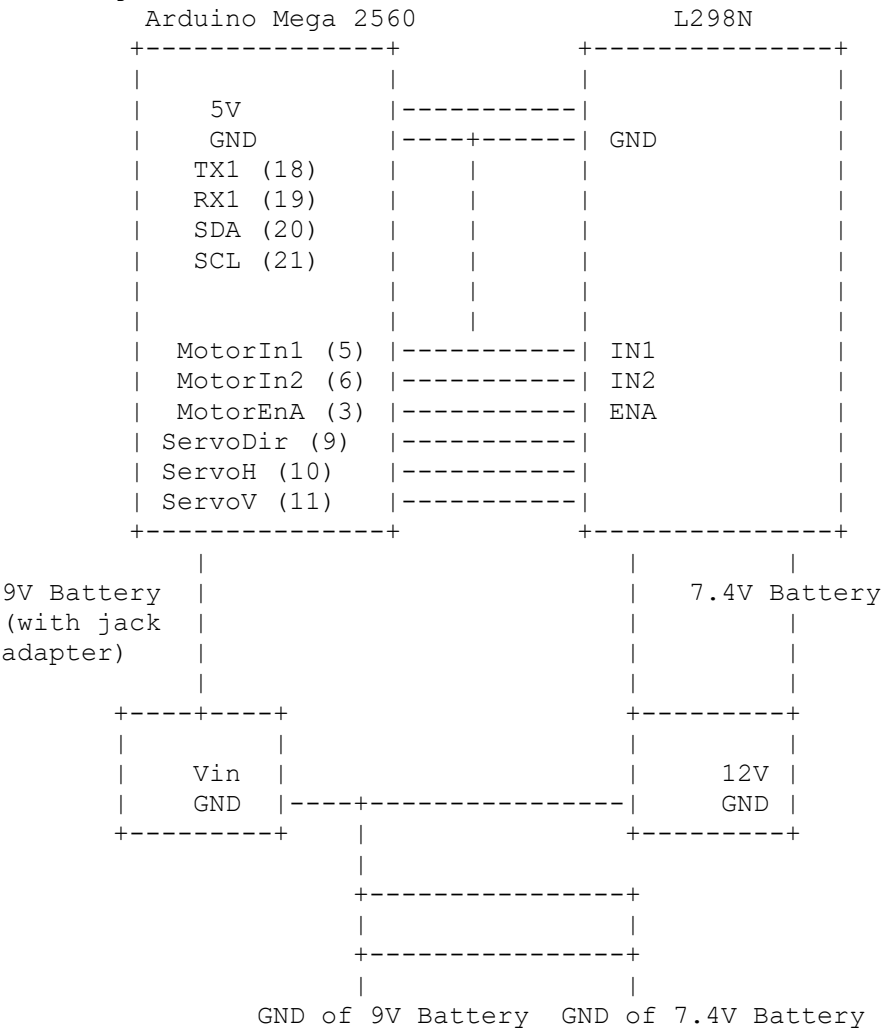 Arduino Mega 2560 L298N
5V
GND GND
TX1 (18)
RX1 (19)
SDA (20)
SCL (21)
MotorIn1 (5) IN1
MotorIn2 (6) IN2
MotorEnA (3) ENA
ServoDir (9)
ServoH (10)
ServoV (11)
9V Battery 7.4V Battery
(with jack
adapter)
Vin 12V
GND GND
GND of 9V Battery GND of 7.4V Battery